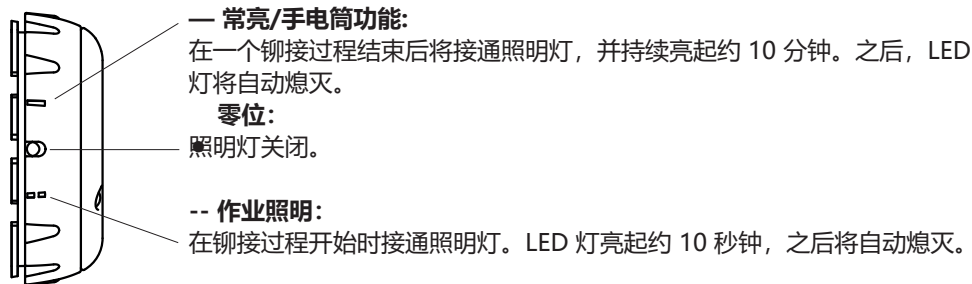 — 常亮/手电筒功能:
在一个铆接过程结束后将接通照明灯，并持续亮起约 10 分钟。之后，LED
灯将自动熄灭。
零位：
照明灯关闭。
-- 作业照明：
在铆接过程开始时接通照明灯。LED 灯亮起约 10 秒钟，之后将自动熄灭。